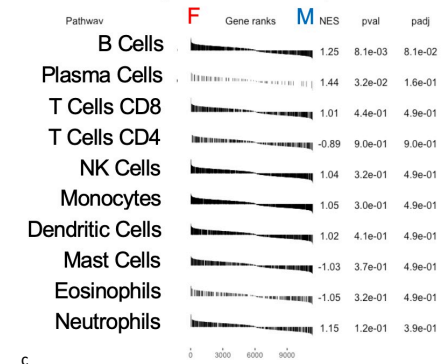 Pathwav F Gene ranks M NES pval padj
B Cells 1.25 8.1e-03 8.1e-02
Plasma Cells 1.44 3.2e-02 1.6e-01
T Cells CD8 1.01 4.4e-01 4.9e-01
T Cells CD4 -0.89 9.0e-01 9.0e-01
NK Cells 1.04 3.2e-01 4.9e-01
Monocytes 1.05 3.0e-01 4.9e-01
Dendritic Cells 1.02 4.1e-01 4.9e-01
Mast Cells -1.03 3.7e-01 4.9e-01
Eosinophils -1.05 3.2e-01 4.9e-01
Neutrophils 1.15 1.2e-01 3.9e-01
0 3000 6000 9000
C